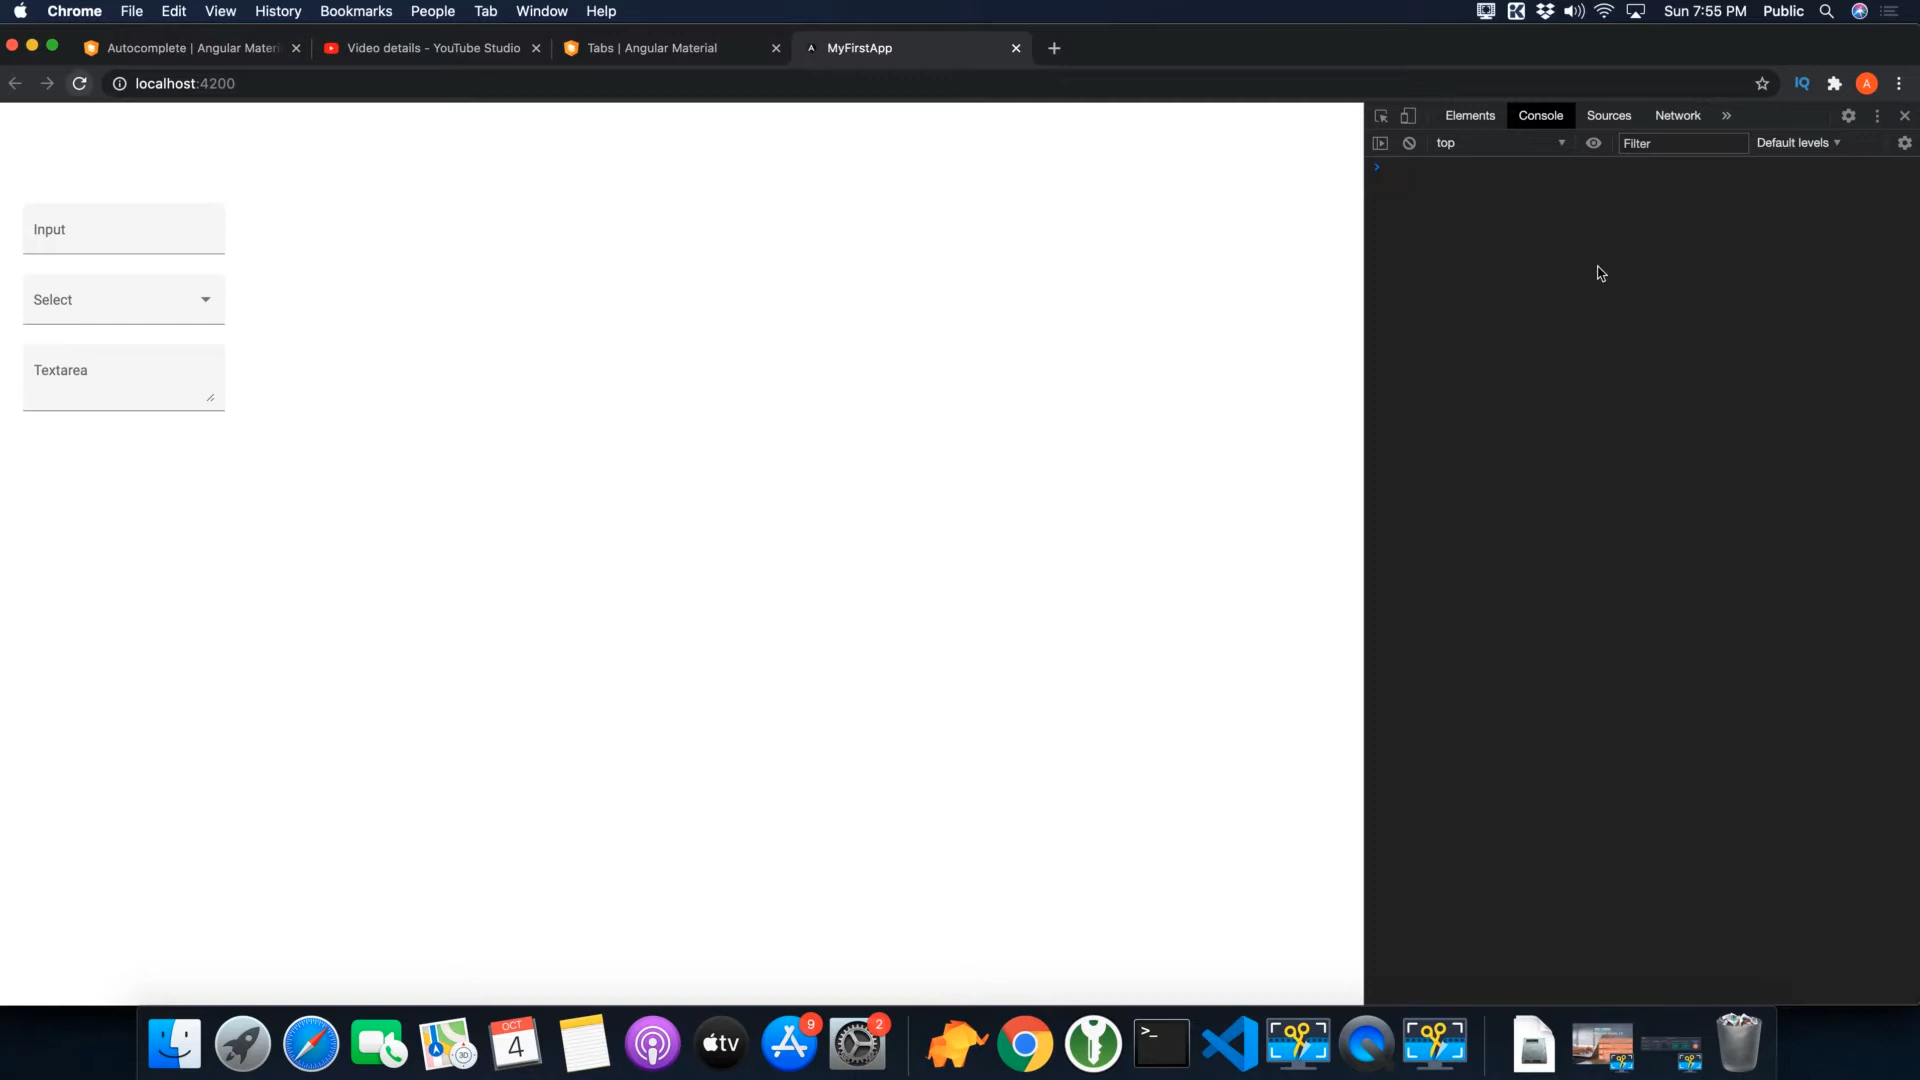 Chrome File Edit View History Bookmarks People Tab Window Help Sun 7:55 PM Public
Autocomplete | Angular Materi Video details - YouTube Studio Tabs | Angular Material MyFirstApp
localhost:4200 IQ A
Elements Console Sources Network
top Filter Default levels
Input
Select
Textarea
OCT
4
3D
tv
9
2
>_